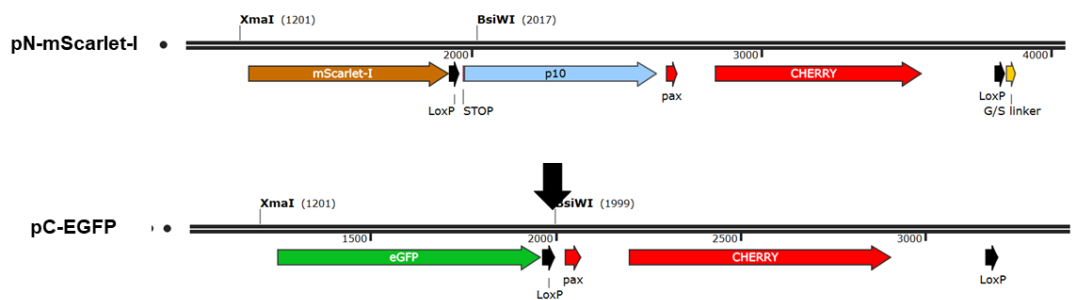 XmaI (1201)
BsiWI (2017)
pN-mScarlet-I
2000
3000
4000
mScarlet-I
p10
CHERRY
LoxP
STOP
pax
LoxP
G/S linker
XmaI (1201)
BsiWI (1999)
pC-EGFP
1500
2000
2500
3000
eGFP
CHERRY
LoxP
pax
LoxP